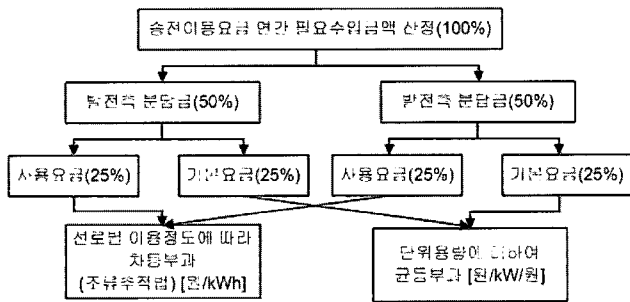 송전이용요금 연간 필요수입금액 산정(100%)
발전측 분담금(50%)
발전측 분담금(50%)
사용요금(25%)
기본요금(25%)
사용요금(25%)
기본요금(25%)
선로별 이용정도에 따라
차등부과
(조류추적법) [원/kWh]
단위용량에 대하여
균등부과 [원/kW/월]